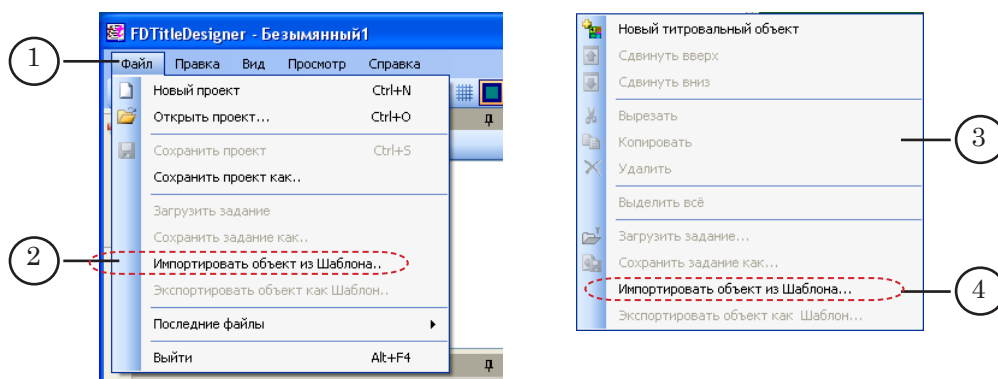 FDTitleDesigner - Безымянный1
Файл Правка Вид Просмотр Справка
Новый проект Ctrl+N
Открыть проект... Ctrl+O
Сохранить проект Ctrl+S
Сохранить проект как..
Загрузить задание
Сохранить задание как..
Импортировать объект из Шаблона..
Экспортировать объект как Шаблон..
Последние файлы
Выйти Alt+F4
1
2
Новый титровальный объект
Сдвинуть вверх
Сдвинуть вниз
Вырезать
Копировать
Удалить
Выделить всё
Загрузить задание...
Сохранить задание как...
Импортировать объект из Шаблона...
Экспортировать объект как Шаблон...
3
4